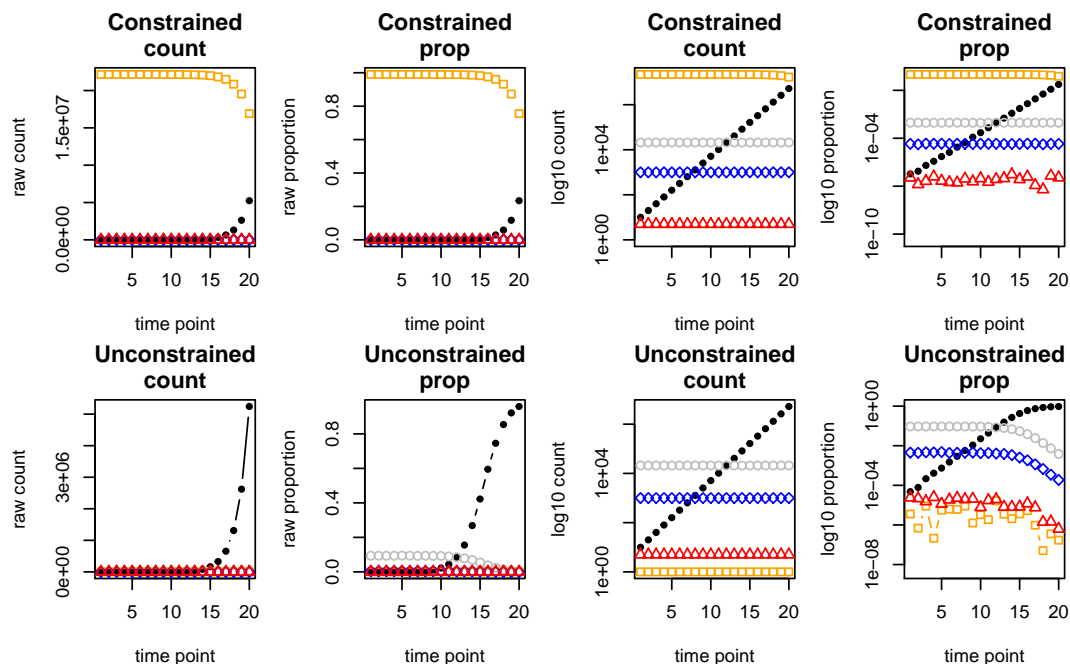 Constrained
count
raw count
0.0e+00
1.5e+07
5
10
15
20
time point
Constrained
prop
raw proportion
0.0
0.4
0.8
5
10
15
20
time point
Constrained
count
log10 count
1e+00
1e+04
5
10
15
20
time point
Constrained
prop
log10 proportion
1e-10
1e-04
5
10
15
20
time point
Unconstrained
count
raw count
0e+00
3e+06
5
10
15
20
time point
Unconstrained
prop
raw proportion
0.0
0.4
0.8
5
10
15
20
time point
Unconstrained
count
log10 count
1e+00
1e+04
5
10
15
20
time point
Unconstrained
prop
log10 proportion
1e-08
1e-04
1e+00
5
10
15
20
time point